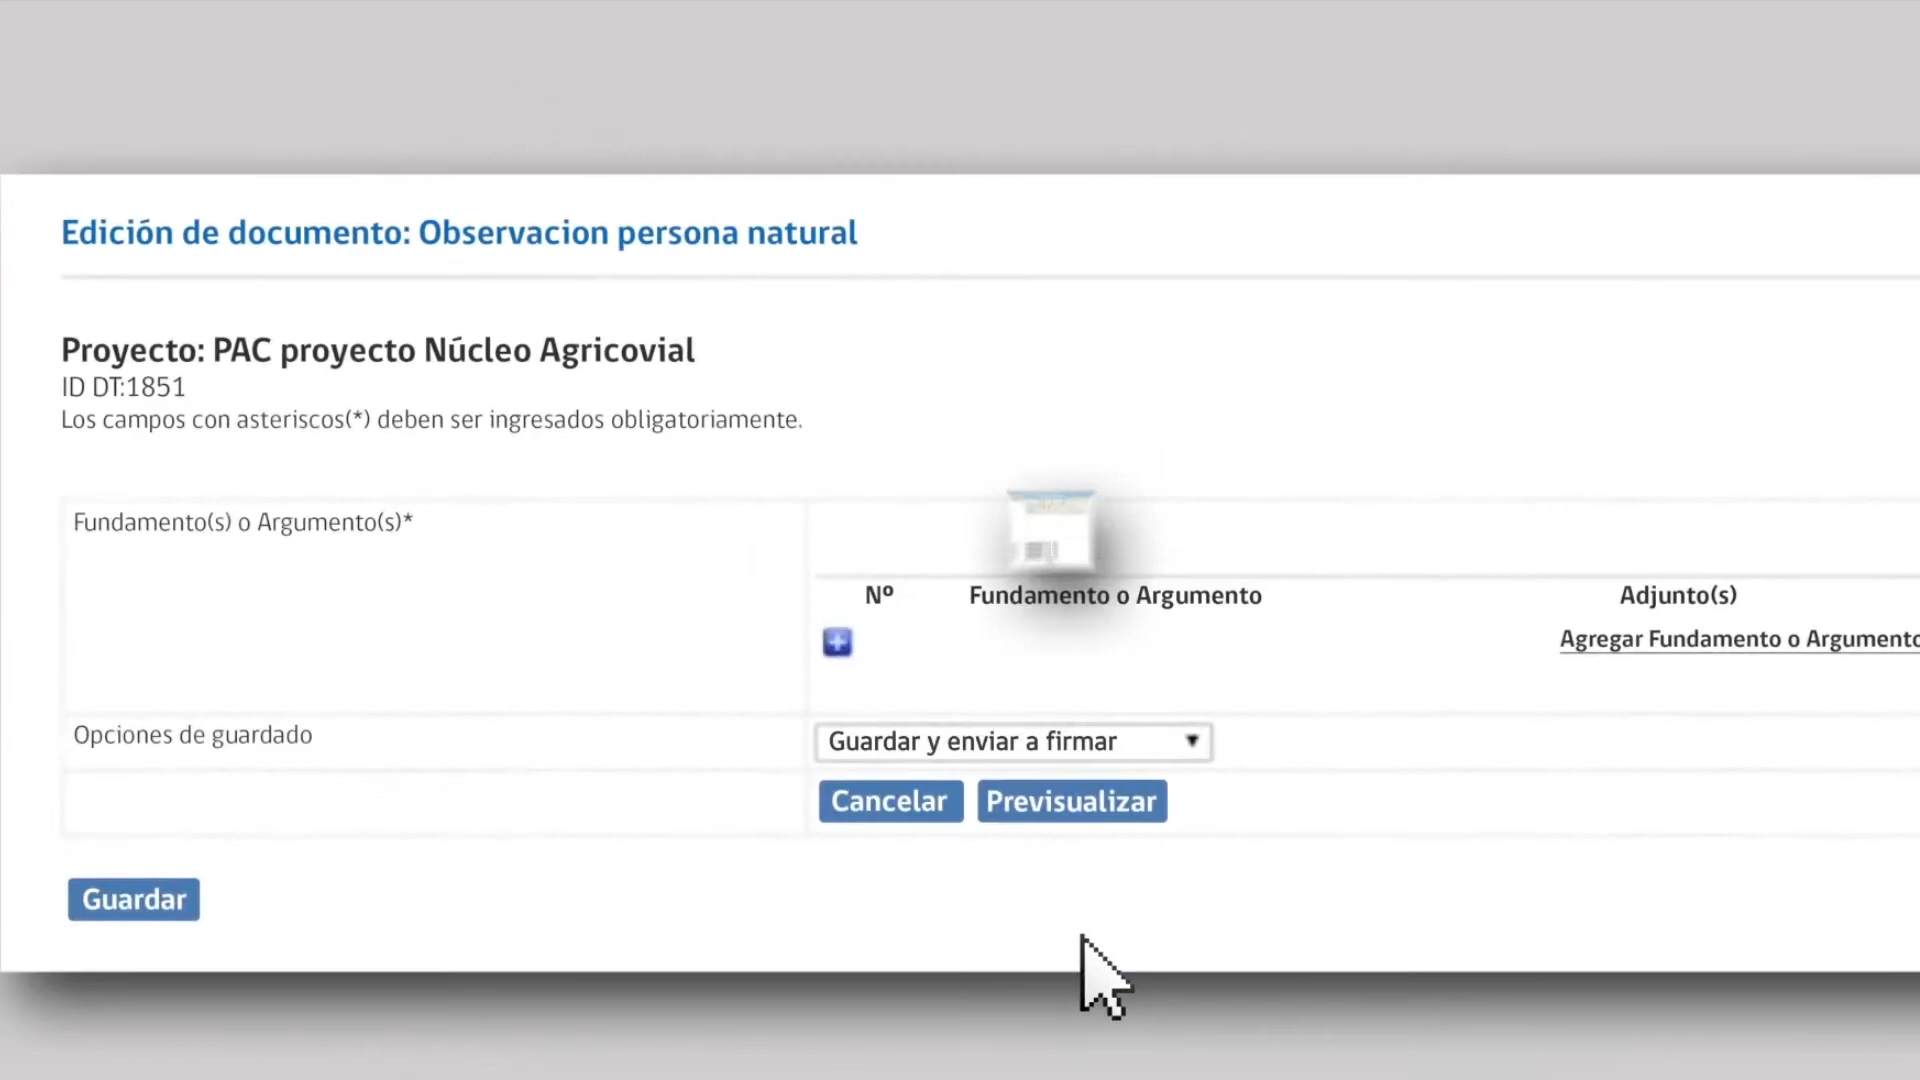 Edición de documento: Observacion persona natural
Proyecto: PAC proyecto Núcleo Agricovial
ID DT:1851
Los campos con asteriscos(*) deben ser ingresados obligatoriamente.
Fundamento(s) o Argumento(s)*
Nº Fundamento o Argumento Adjunto(s)
Agregar Fundamento o Argumento
Opciones de guardado
Guardar y enviar a firmar
Cancelar Previsualizar
Guardar